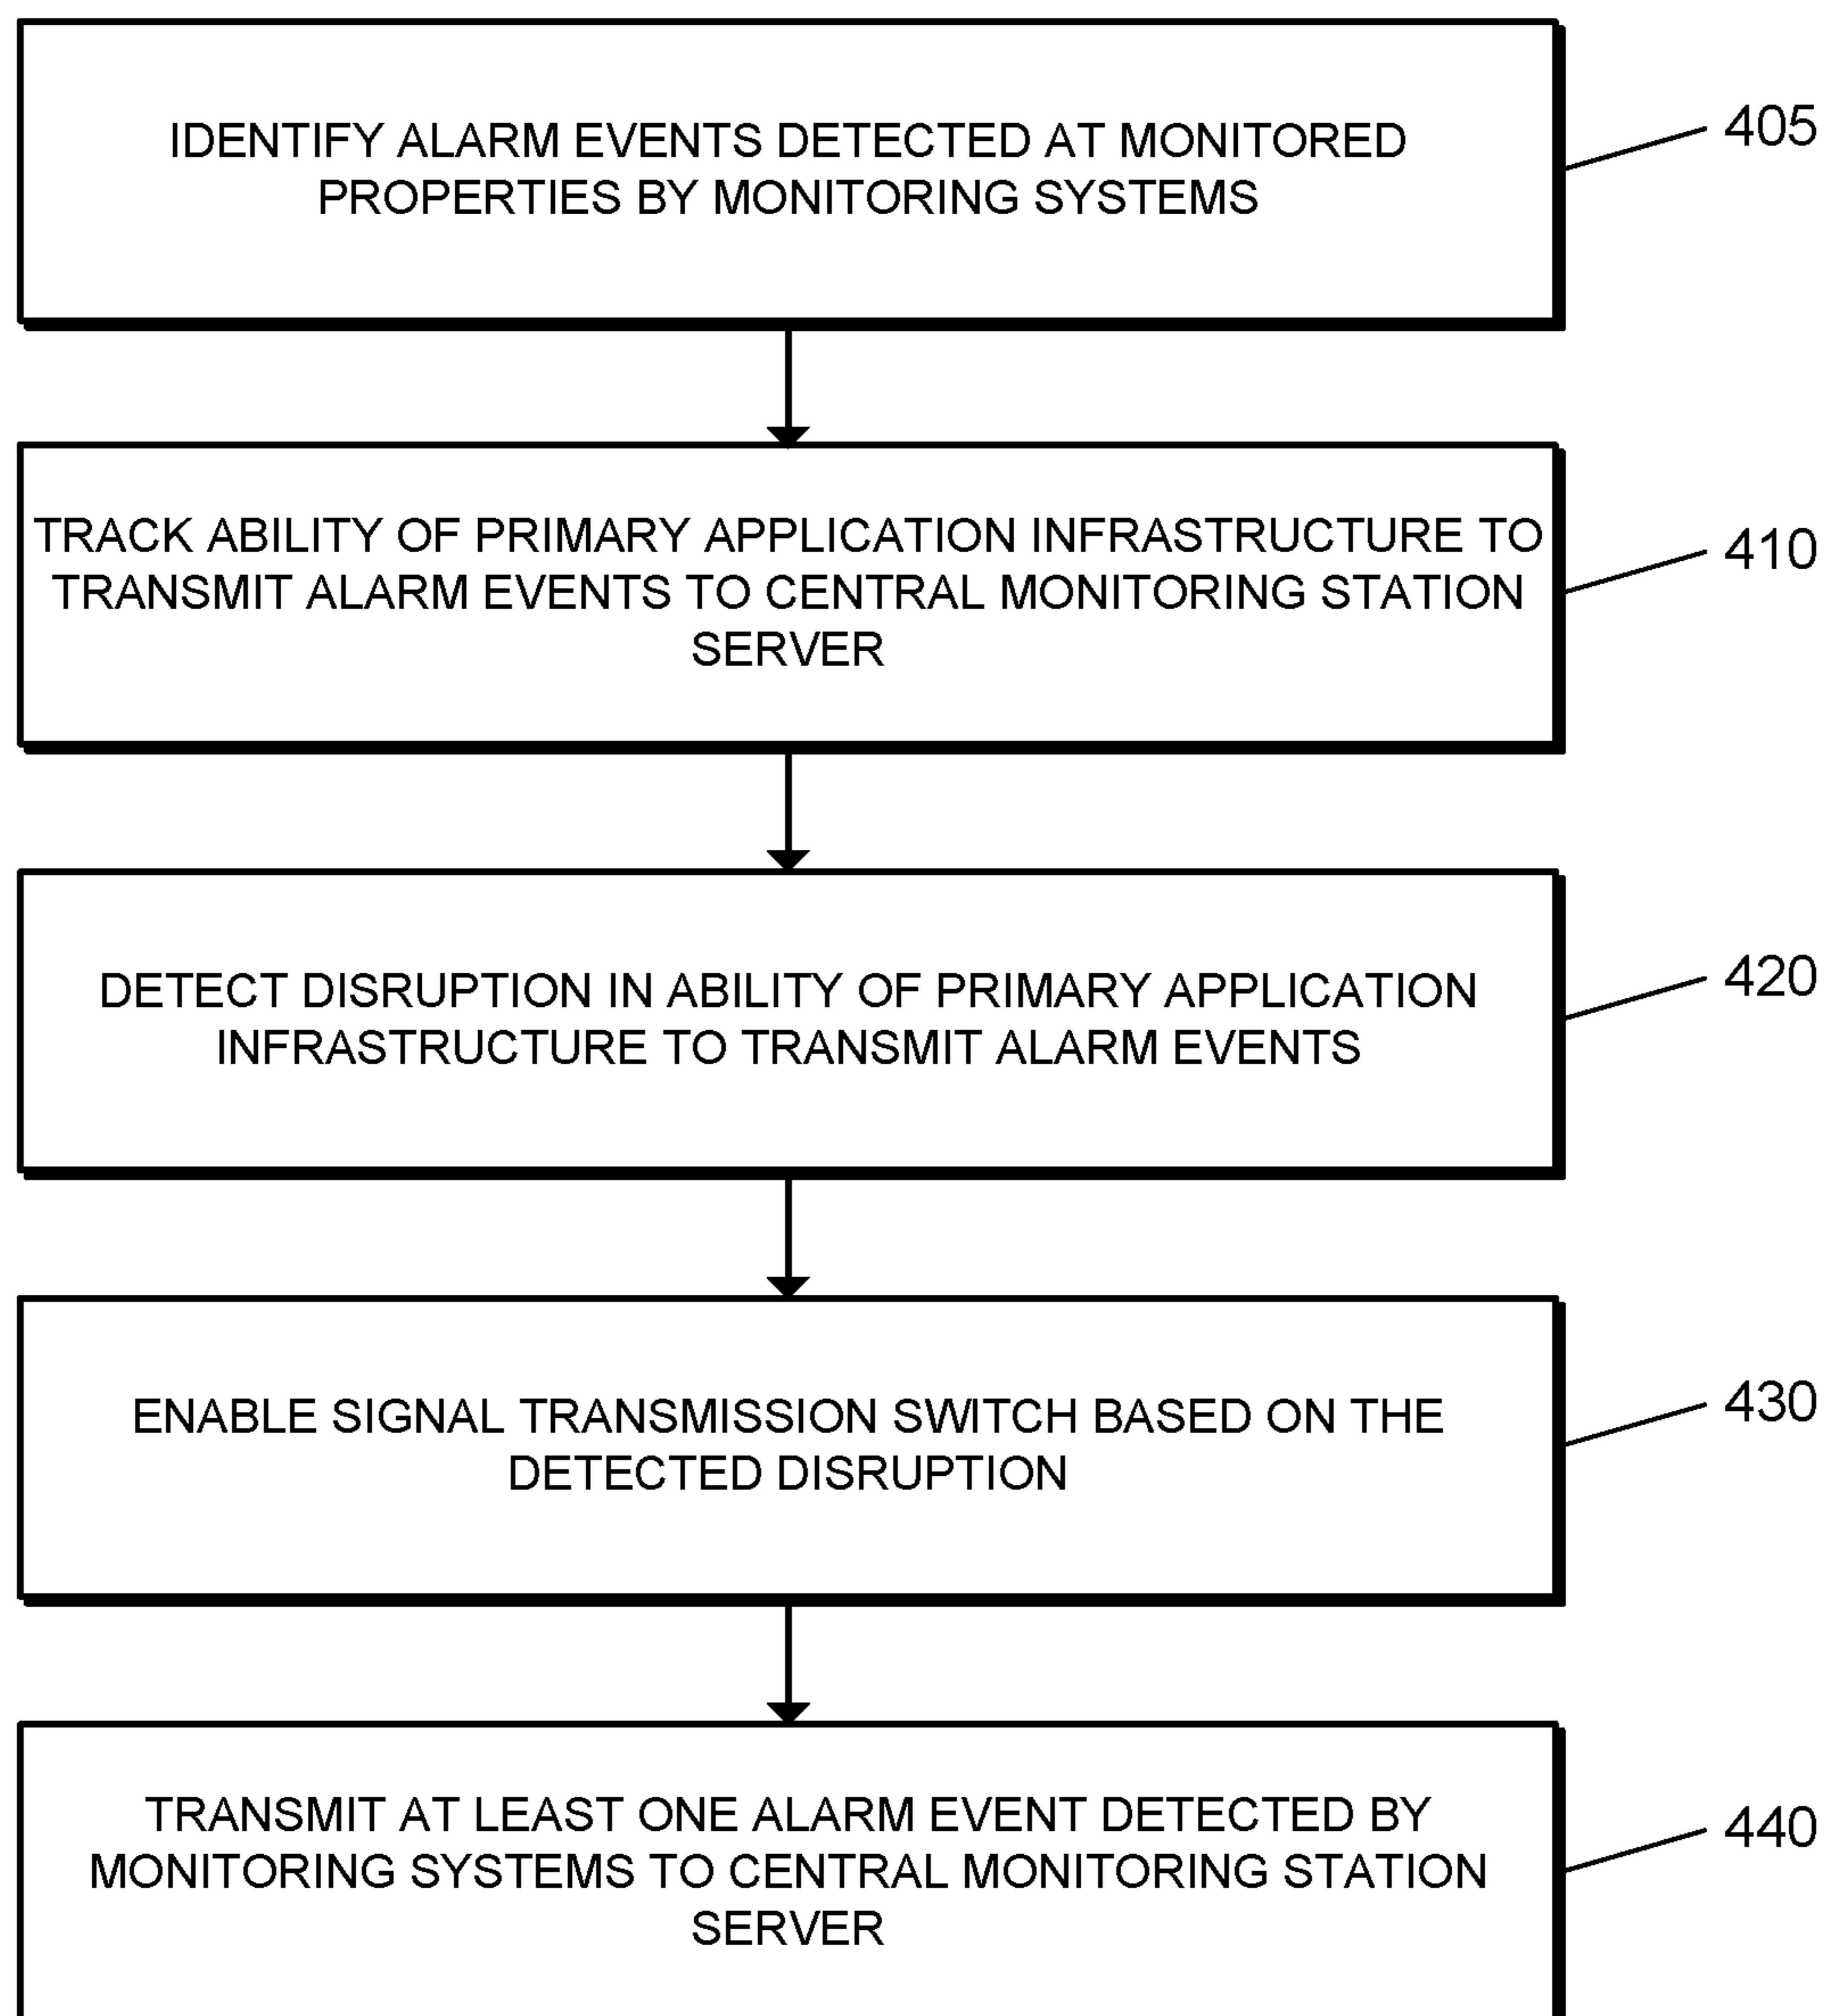 IDENTIFY ALARM EVENTS DETECTED AT MONITORED
PROPERTIES BY MONITORING SYSTEMS
405
TRACK ABILITY OF PRIMARY APPLICATION INFRASTRUCTURE TO
TRANSMIT ALARM EVENTS TO CENTRAL MONITORING STATION
SERVER
410
DETECT DISRUPTION IN ABILITY OF PRIMARY APPLICATION
INFRASTRUCTURE TO TRANSMIT ALARM EVENTS
420
ENABLE SIGNAL TRANSMISSION SWITCH BASED ON THE
DETECTED DISRUPTION
430
TRANSMIT AT LEAST ONE ALARM EVENT DETECTED BY
MONITORING SYSTEMS TO CENTRAL MONITORING STATION
SERVER
440